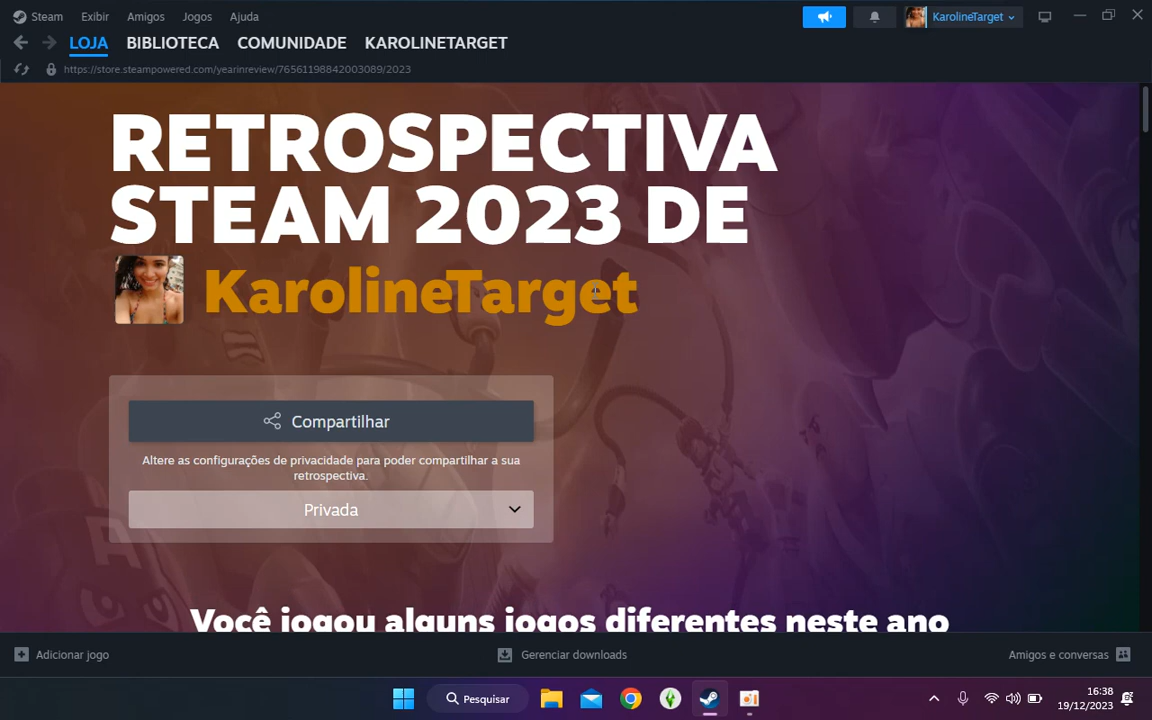 Steam Exibir Amigos Jogos Ajuda KarolineTarget
LOJA BIBLIOTECA COMUNIDADE KAROLINETARGET
https://store.steampowered.com/yearinreview/76561198842003089/2023
RETROSPECTIVA
STEAM 2023 DE
KarolineTarget
Compartilhar
Altere as configurações de privacidade para poder compartilhar a sua
retrospectiva.
Privada
Você jogou alguns jogos diferentes neste ano
Adicionar jogo Gerenciar downloads Amigos e conversas
Pesquisar
16:38
19/12/2023